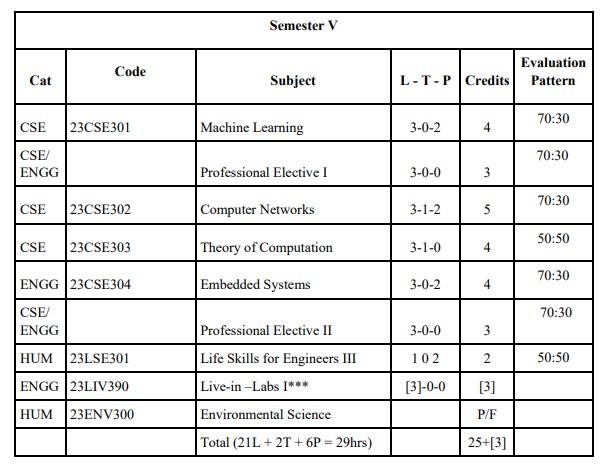 Semester V
Cat Code Subject L - T - P Credits Evaluation Pattern
CSE 23CSE301 Machine Learning 3-0-2 4 70:30
CSE/ ENGG Professional Elective I 3-0-0 3 70:30
CSE 23CSE302 Computer Networks 3-1-2 5 70:30
CSE 23CSE303 Theory of Computation 3-1-0 4 50:50
ENGG 23CSE304 Embedded Systems 3-0-2 4 70:30
CSE/ ENGG Professional Elective II 3-0-0 3 70:30
HUM 23LSE301 Life Skills for Engineers III 1 0 2 2 50:50
ENGG 23LIV390 Live-in –Labs I*** [3]-0-0 [3]
HUM 23ENV300 Environmental Science P/F
Total (21L + 2T + 6P = 29hrs) 25+[3]